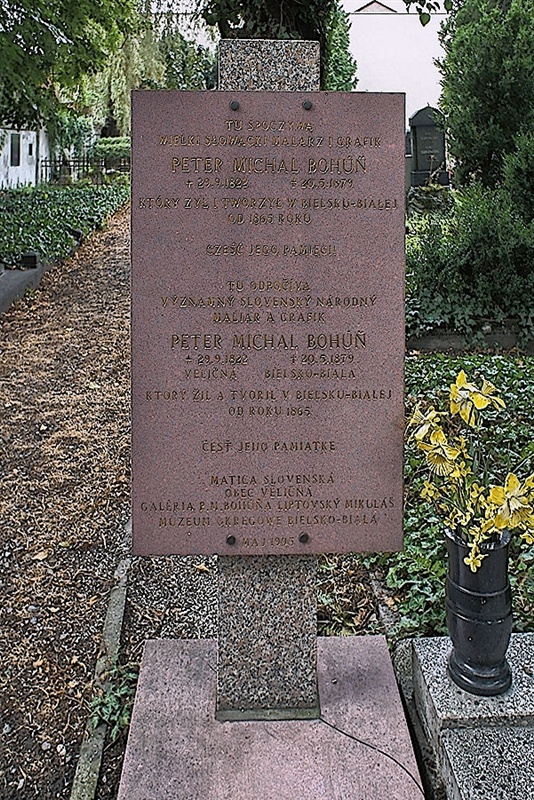 TU SPOCZYWA
WIELKI SŁOWACKI MALARZ I GRAFIK
PETER MICHAL BOHÚŇ
* 29.9.1822 † 20.5.1879
KTÓRY ŻYŁ I TWORZYŁ W BIELSKU-BIAŁEJ
OD 1865 ROKU
CZEŚĆ JEGO PAMIĘCI!
TU ODPOČÍVA
VÝZNAMNÝ SLOVENSKÝ NÁRODNÝ
MALIAR A GRAFIK
PETER MICHAL BOHÚŇ
* 29.9.1822 † 20.5.1879
VELIČNÁ BIELSKO-BIAŁA
KTORÝ ŽIL A TVORIL V BIELSKU-BIAŁEJ
OD ROKU 1865
ČESŤ JEHO PAMIATKE
MATICA SLOVENSKÁ
OBEC VELIČNÁ
GALÉRIA P.M.BOHÚŇA LIPTOVSKÝ MIKULÁŠ
MUZEUM OKRĘGOWE BIELSKO-BIAŁA
MAJ 1995